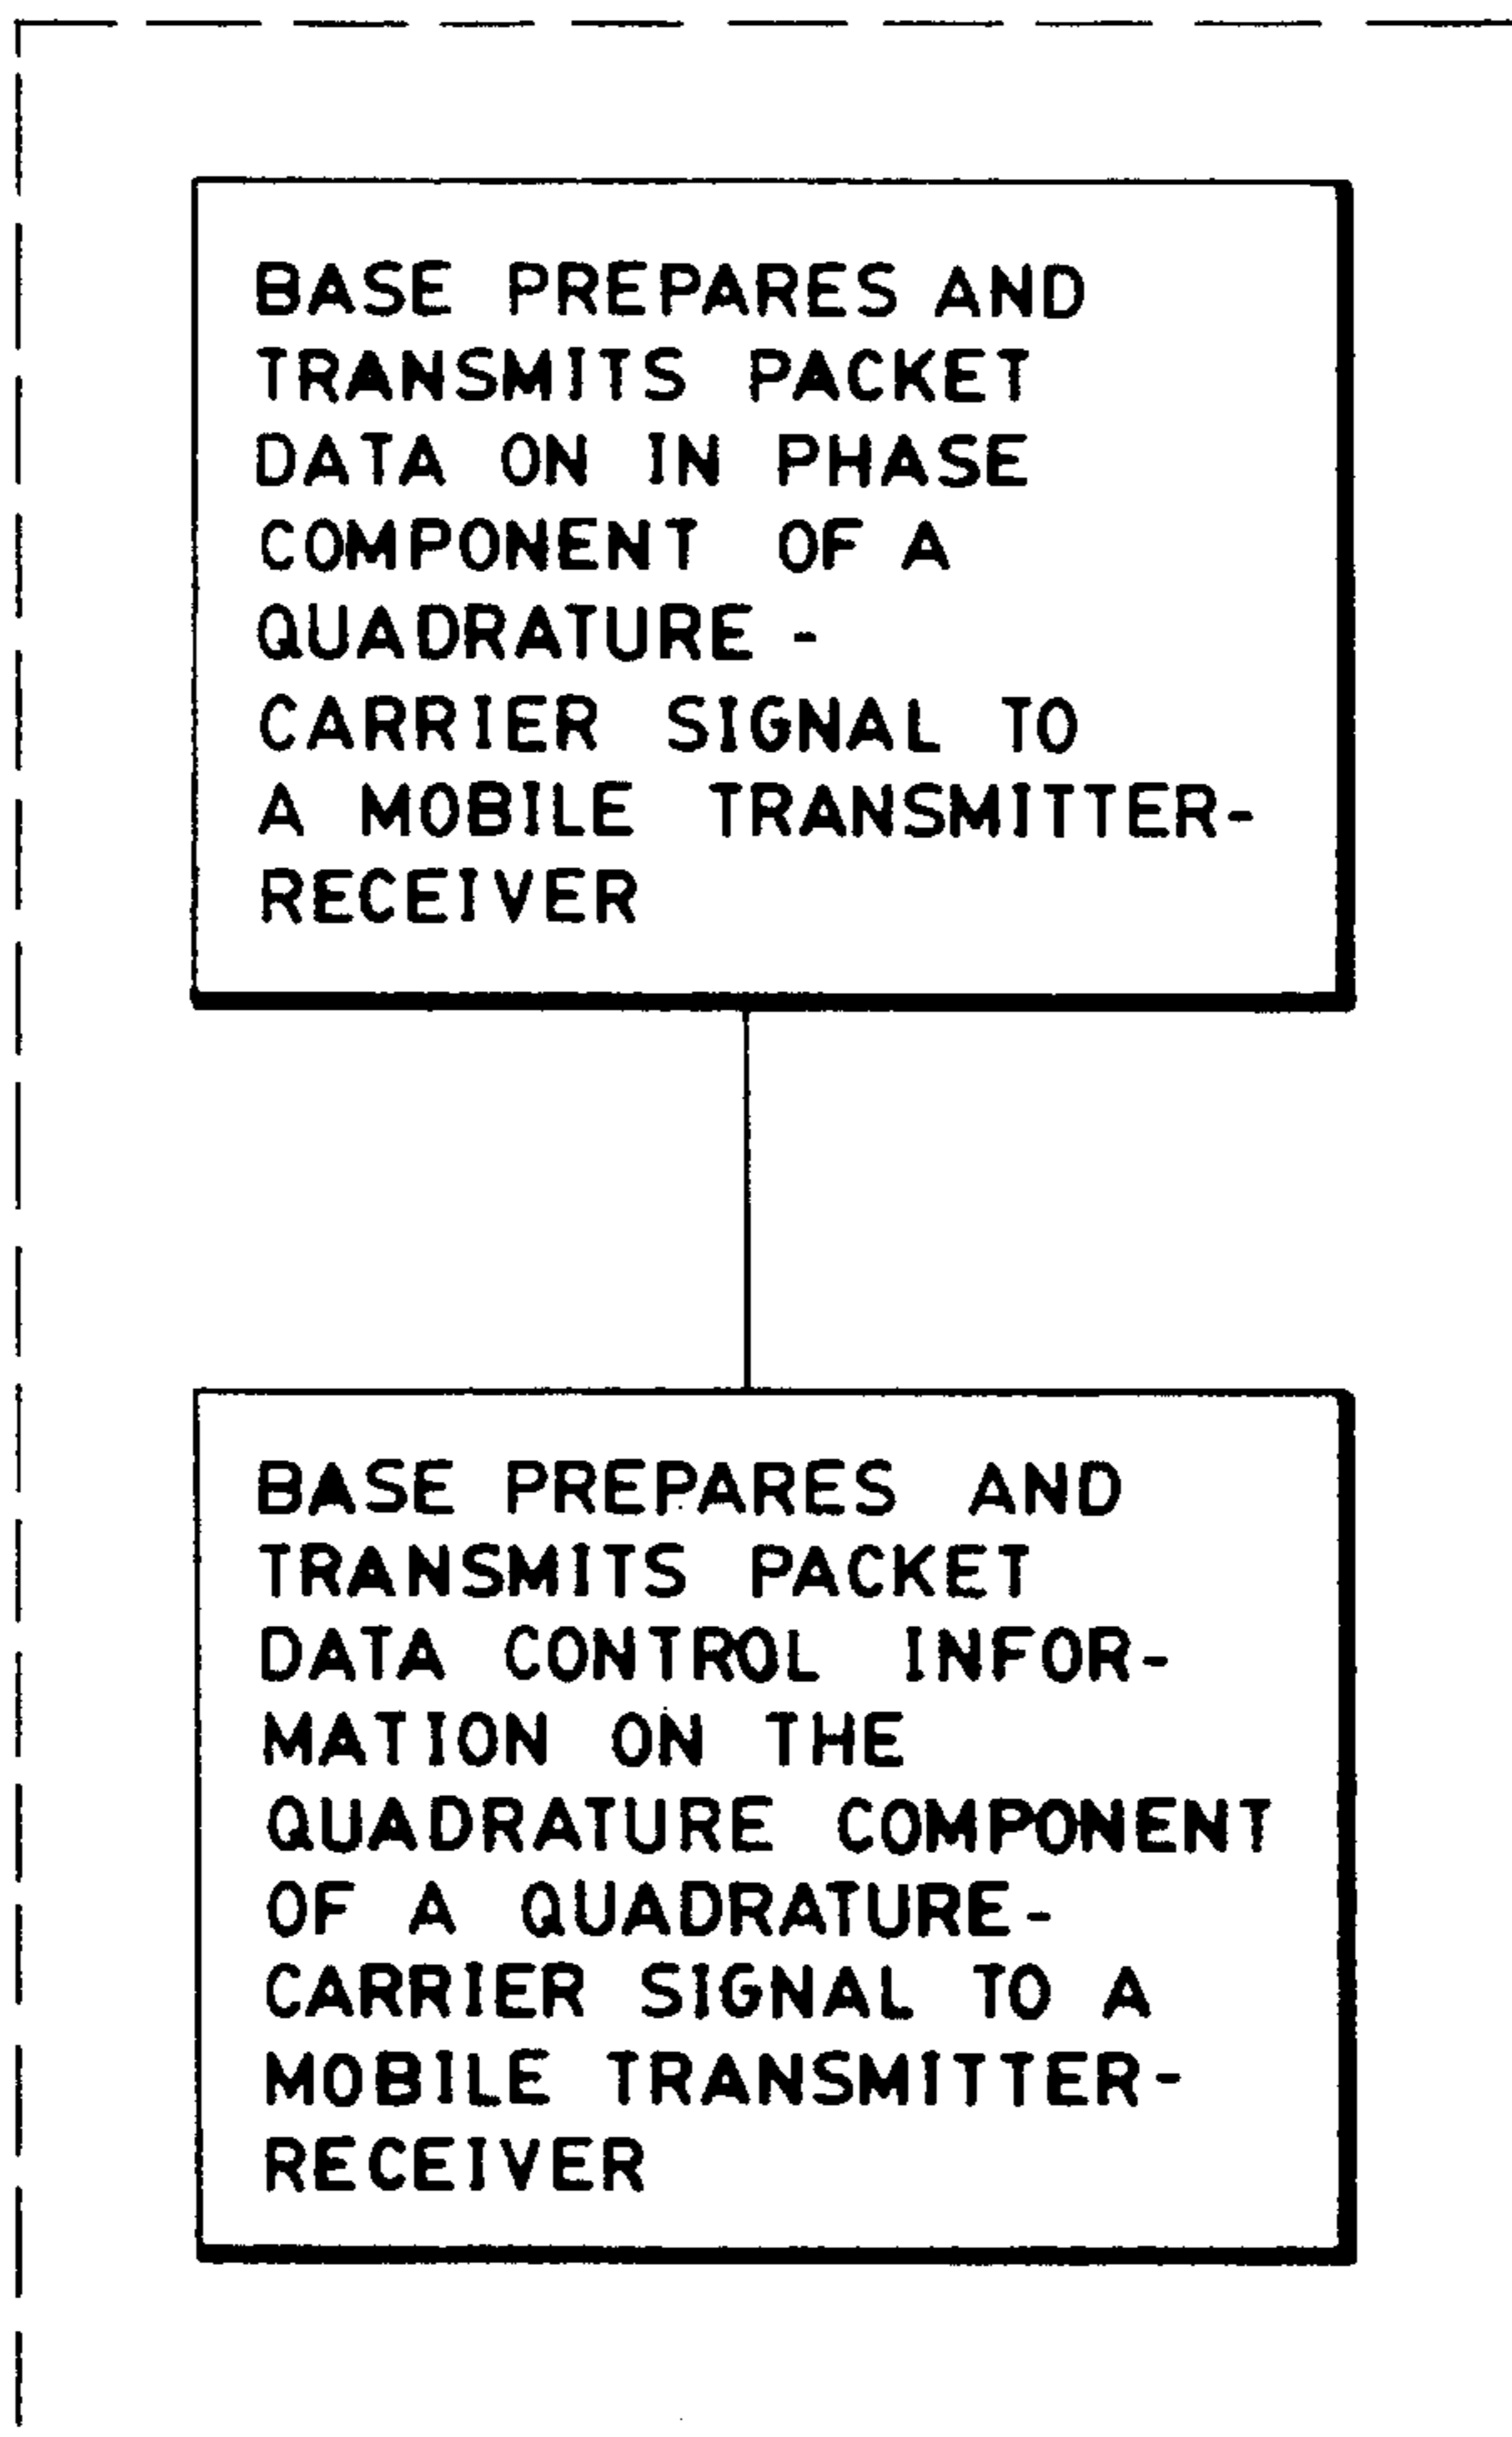 BASE PREPARES AND
TRANSMITS PACKET
DATA ON IN PHASE
COMPONENT OF A
QUADRATURE -
CARRIER SIGNAL TO
A MOBILE TRANSMITTER-
RECEIVER
BASE PREPARES AND
TRANSMITS PACKET
DATA CONTROL INFOR-
MATION ON THE
QUADRATURE COMPONENT
OF A QUADRATURE-
CARRIER SIGNAL TO A
MOBILE TRANSMITTER-
RECEIVER